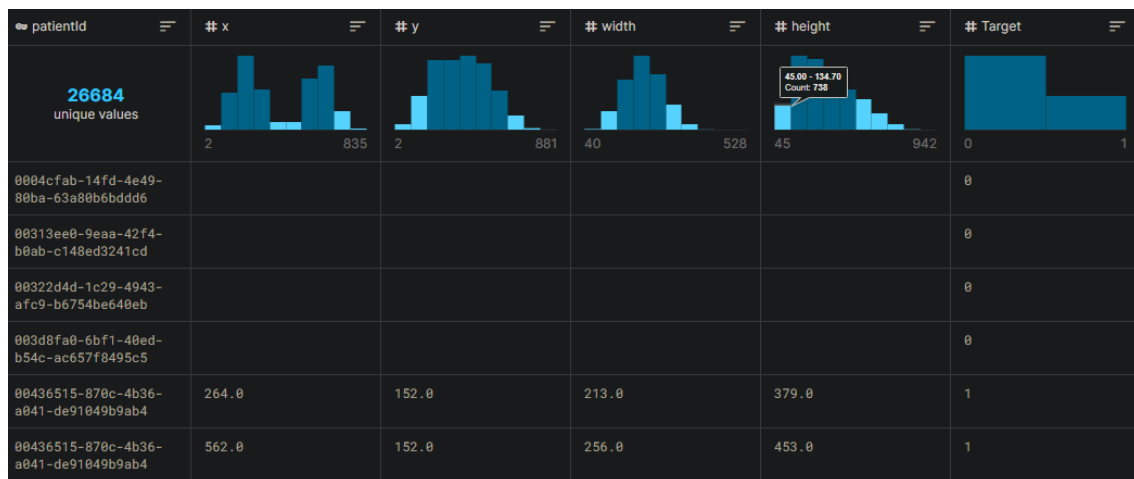 patientId # x # y # width # height # Target
26684
unique values
45.00 - 134.70
Count: 738
2 835 2 881 40 528 45 942 0 1
0004cfab-14fd-4e49-
80ba-63a80b6bddd6
0
00313ee0-9eaa-42f4-
b0ab-c148ed3241cd
0
00322d4d-1c29-4943-
afc9-b6754be640eb
0
003d8fa0-6bf1-40ed-
b54c-ac657f8495c5
0
00436515-870c-4b36-
a041-de91049b9ab4
264.0 152.0 213.0 379.0 1
00436515-870c-4b36-
a041-de91049b9ab4
562.0 152.0 256.0 453.0 1